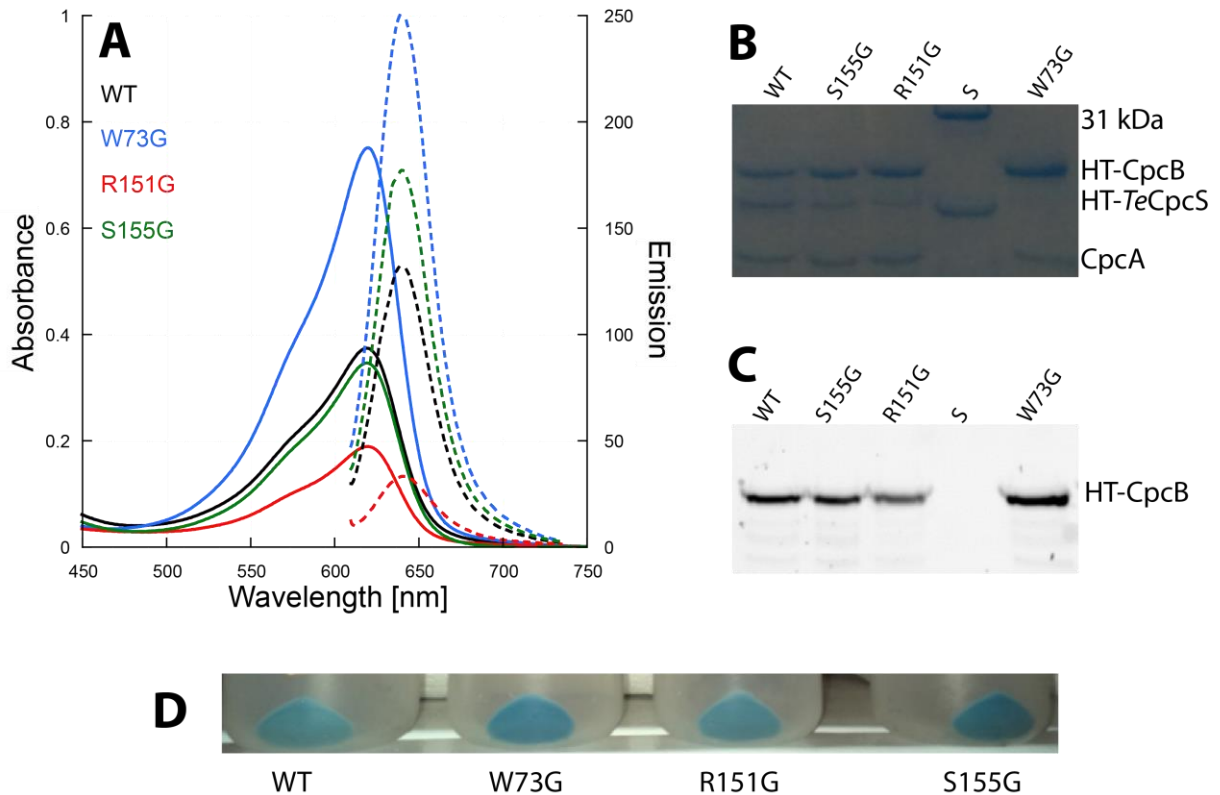 A
WT
W73G
R151G
S155G
1
0.8
0.6
0.4
0.2
0
250
200
150
100
50
0
450
500
550
600
650
700
750
Absorbance
Emission
Wavelength [nm]
B
WT
S155G
R151G
S
W73G
31 kDa
HT-CpcB
HT-TeCpcS
CpcA
C
WT
S155G
R151G
S
W73G
HT-CpcB
D
WT
W73G
R151G
S155G